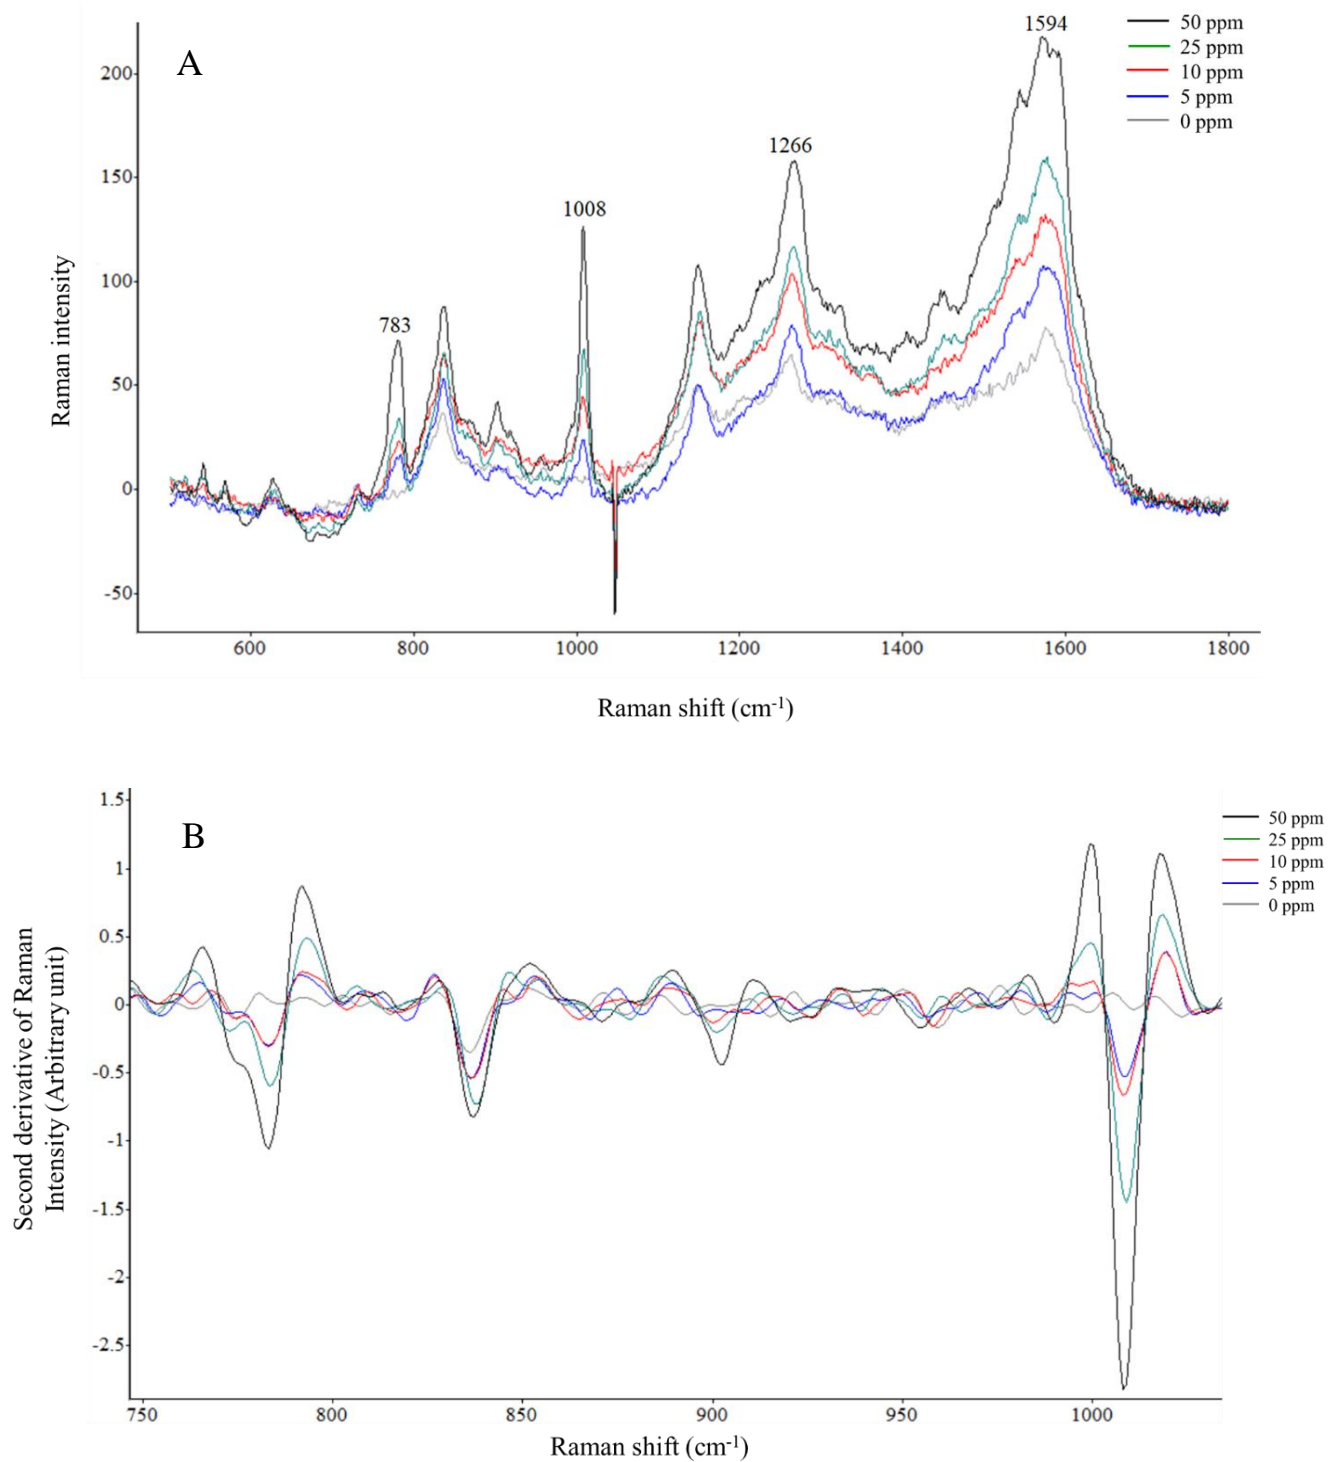 A
50 ppm
25 ppm
10 ppm
5 ppm
0 ppm
1594
1266
1008
783
200
150
100
50
0
-50
Raman intensity
600 800 1000 1200 1400 1600 1800
Raman shift (cm-1)
B
50 ppm
25 ppm
10 ppm
5 ppm
0 ppm
1.5
1
0.5
0
-0.5
-1
-1.5
-2
-2.5
Second derivative of Raman
Intensity (Arbitrary unit)
750 800 850 900 950 1000
Raman shift (cm-1)